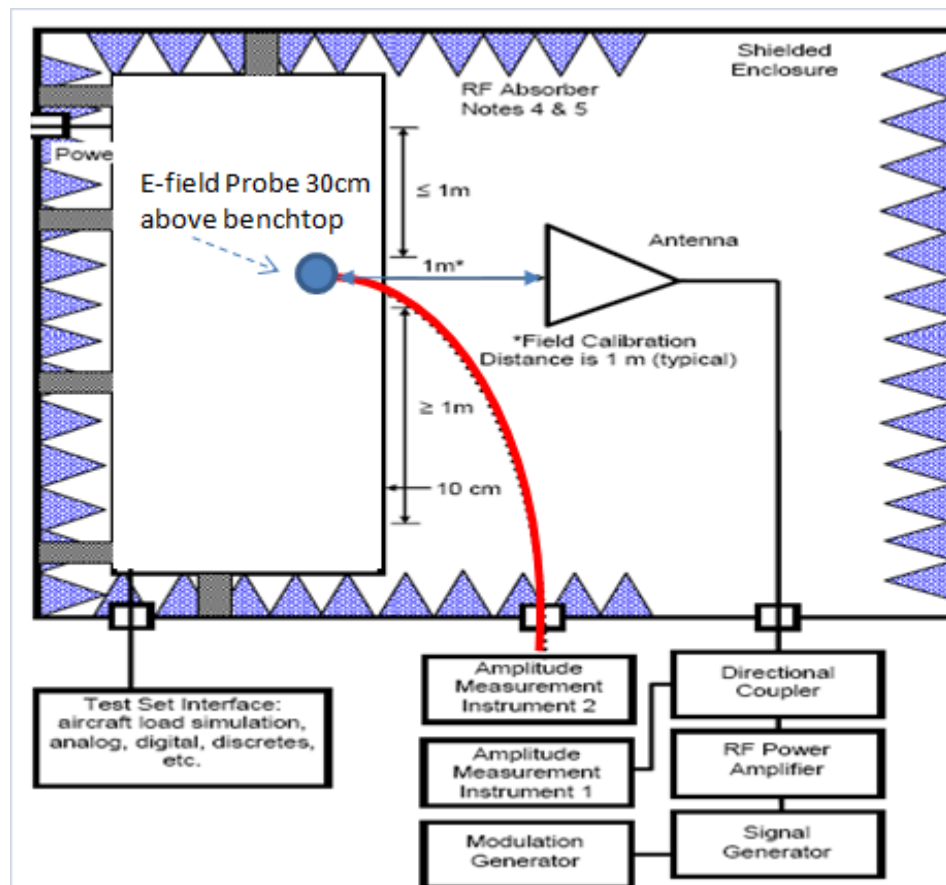 Shielded
Enclosure
RF Absorber
Notes 4 & 5
Powe
E-field Probe 30cm
above benchtop
≤ 1m
1m*
Antenna
*Field Calibration
Distance is 1 m (typical)
≥ 1m
10 cm
Test Set Interface:
aircraft load simulation,
analog, digital, discretes,
etc.
Amplitude
Measurement
Instrument 2
Directional
Coupler
Amplitude
Measurement
Instrument 1
RF Power
Amplifier
Modulation
Generator
Signal
Generator